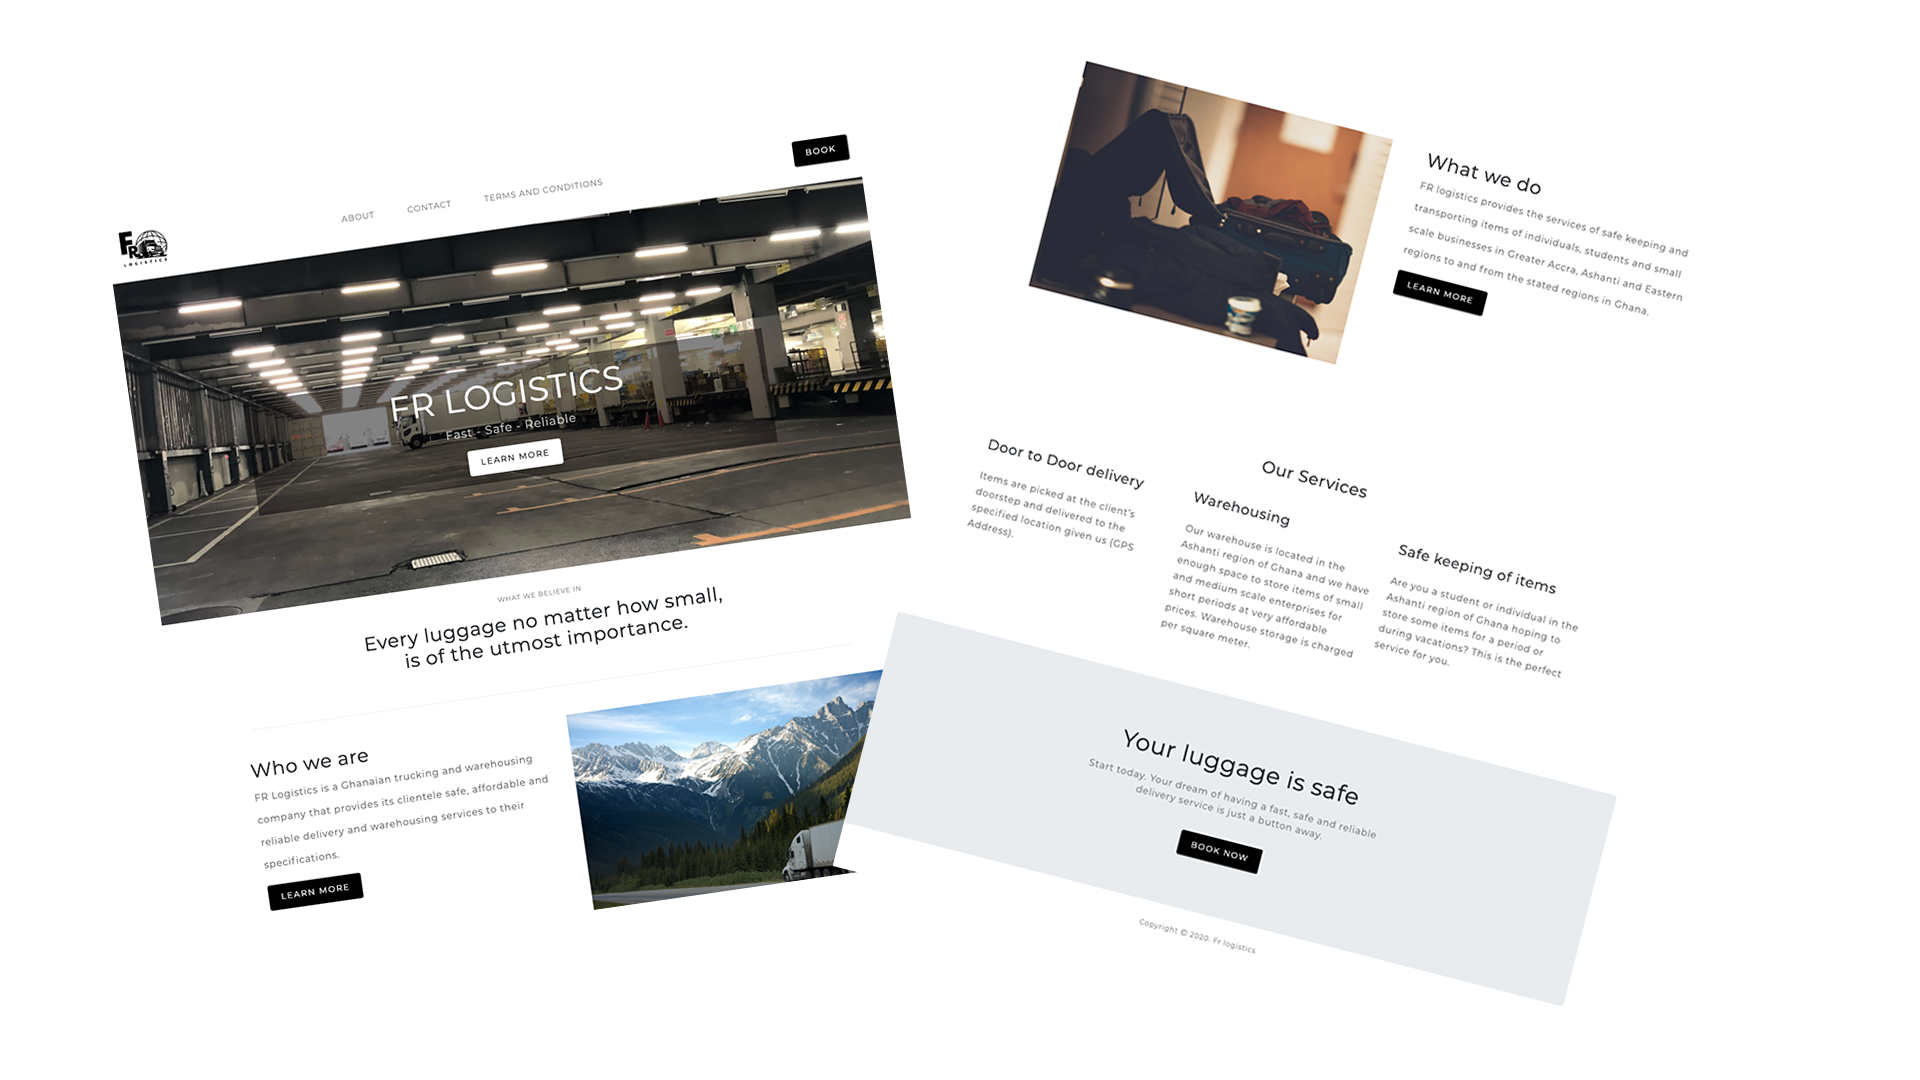 BOOK
ABOUT
CONTACT
TERMS AND CONDITIONS
FR
LOGISTICS
FR LOGISTICS
Fast - Safe - Reliable
LEARN MORE
WHAT WE BELIEVE IN
Every luggage no matter how small,
is of the utmost importance.
Who we are
FR Logistics is a Ghanaian trucking and warehousing
company that provides its clientele safe, affordable and
reliable delivery and warehousing services to their
specifications.
LEARN MORE
What we do
FR logistics provides the services of safe keeping and
transporting items of individuals, students and small
scale businesses in Greater Accra, Ashanti and Eastern
regions to and from the stated regions in Ghana.
LEARN MORE
Our Services
Door to Door delivery
Items are picked at the client's
doorstep and delivered to the
specified location given us (GPS
Address).
Warehousing
Our warehouse is located in the
Ashanti region of Ghana and we have
enough space to store items of small
and medium scale enterprises for
short periods at very affordable
prices. Warehouse storage is charged
per square meter.
Safe keeping of items
Are you a student or individual in the
Ashanti region of Ghana hoping to
store some items for a period or
during vacations? This is the perfect
service for you.
Your luggage is safe
Start today. Your dream of having a fast, safe and reliable
delivery service is just a button away.
BOOK NOW
Copyright © 2020. Fr logistics